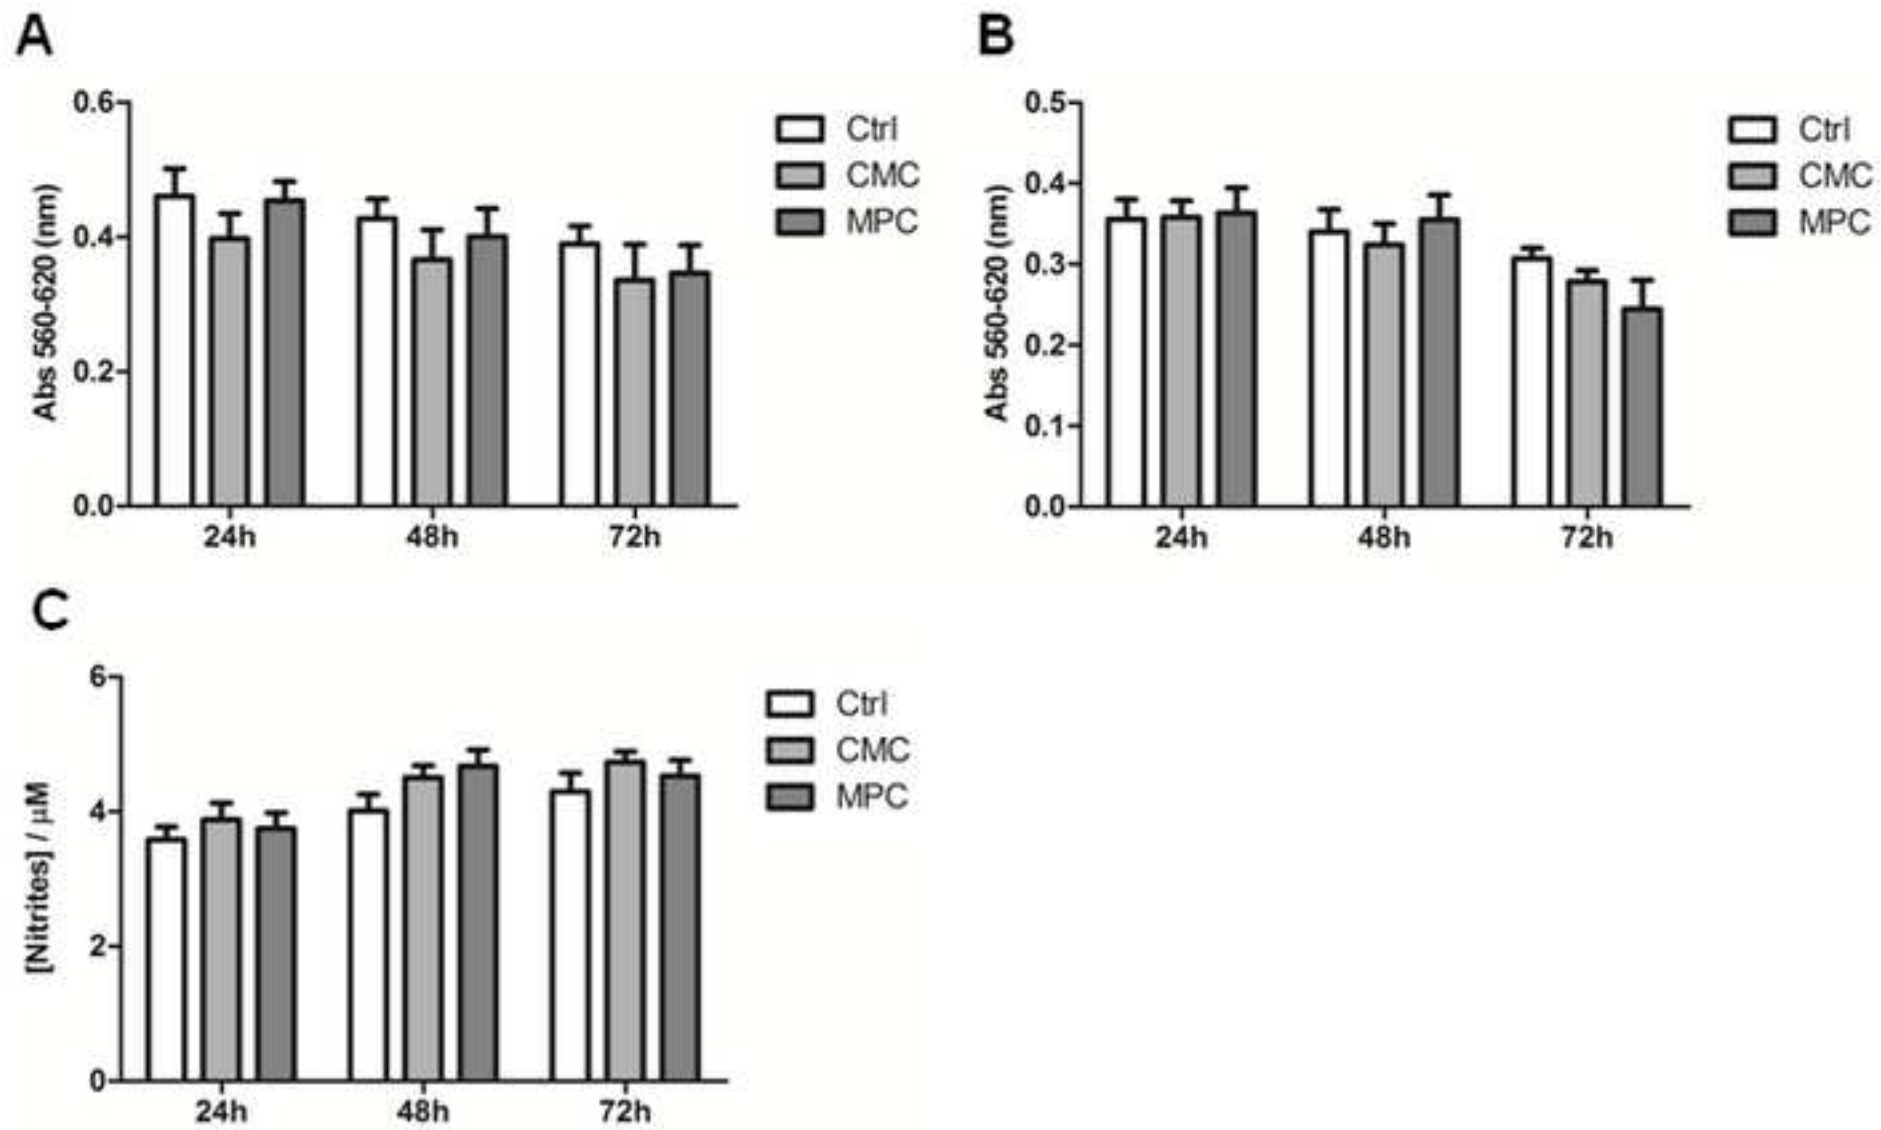 A
Abs 560-620 (nm)
0.6
0.4
0.2
0.0
24h
48h
72h
Ctrl
CMC
MPC
B
Abs 560-620 (nm)
0.5
0.4
0.3
0.2
0.1
0.0
24h
48h
72h
Ctrl
CMC
MPC
C
[Nitrites] / µM
6
4
2
0
24h
48h
72h
Ctrl
CMC
MPC